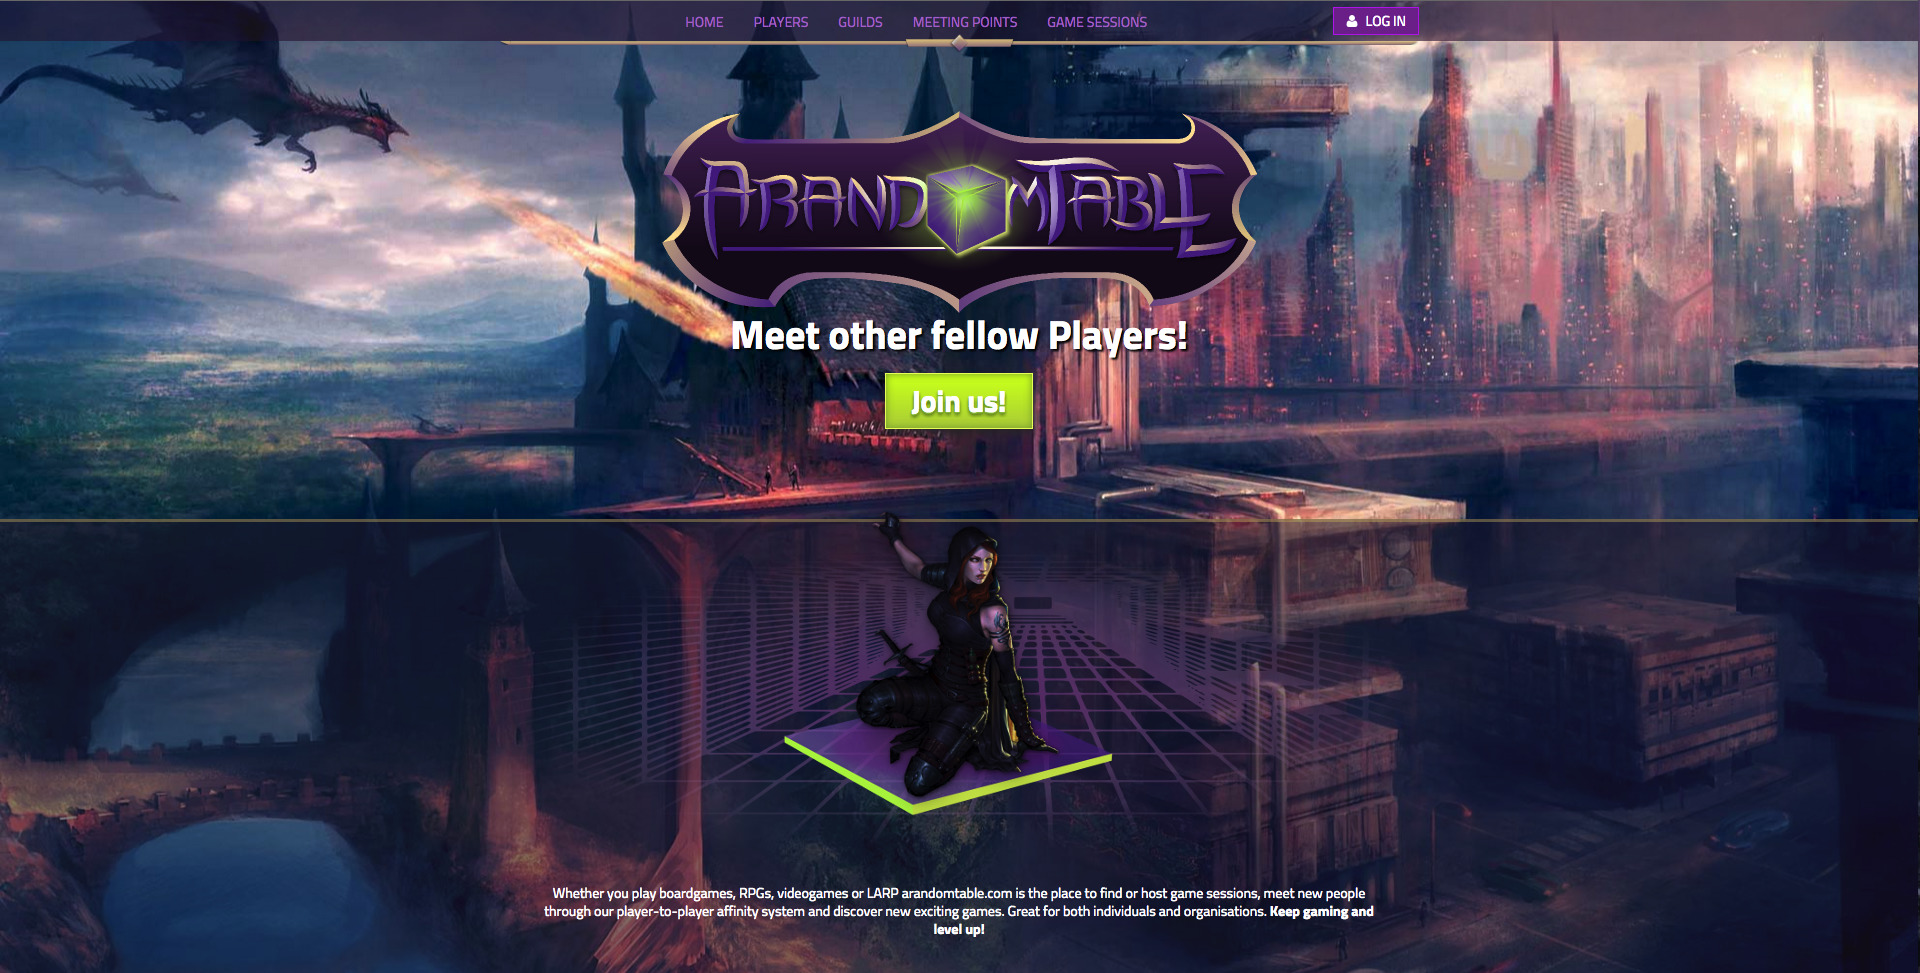 HOME PLAYERS GUILDS MEETING POINTS GAME SESSIONS LOG IN
ARANDOMTABLE
Meet other fellow Players!
Join us!
Whether you play boardgames, RPGs, videogames or LARP arandomtable.com is the place to find or host game sessions, meet new people
through our player-to-player affinity system and discover new exciting games. Great for both individuals and organisations. Keep gaming and
level up!